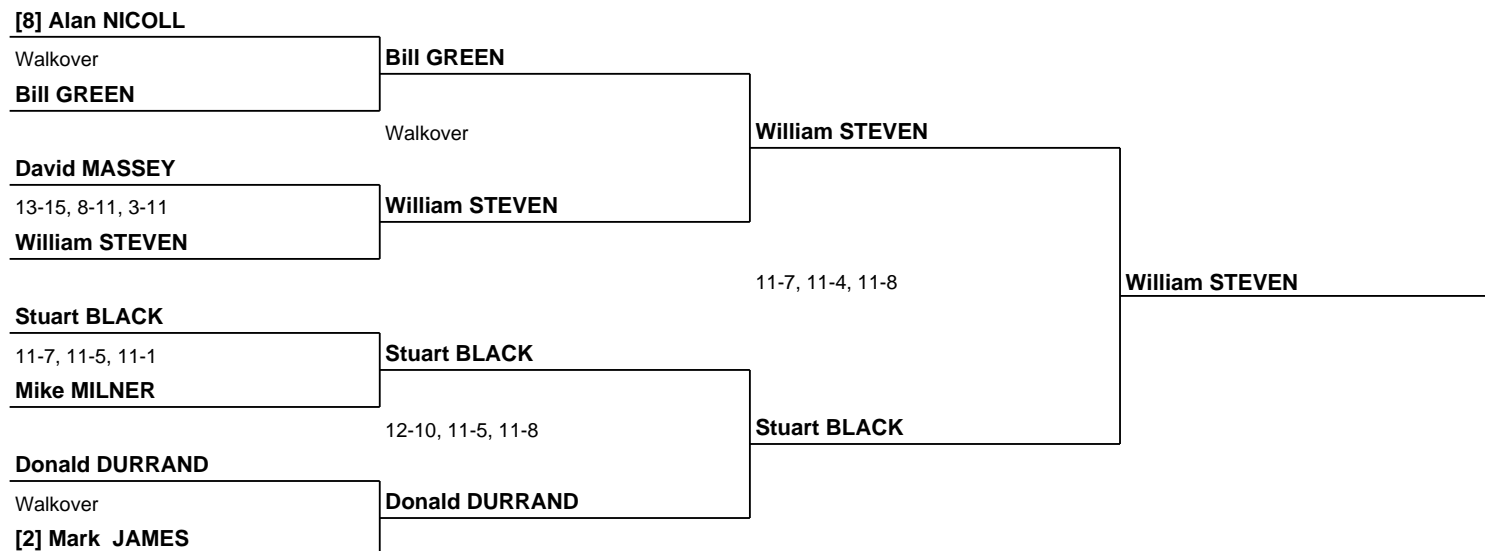 [8] Alan NICOLL
Walkover
Bill GREEN
Bill GREEN
Walkover
William STEVEN
David MASSEY
13-15, 8-11, 3-11
William STEVEN
William STEVEN
11-7, 11-4, 11-8
William STEVEN
Stuart BLACK
11-7, 11-5, 11-1
Stuart BLACK
Mike MILNER
12-10, 11-5, 11-8
Stuart BLACK
Donald DURRAND
Walkover
Donald DURRAND
[2] Mark JAMES